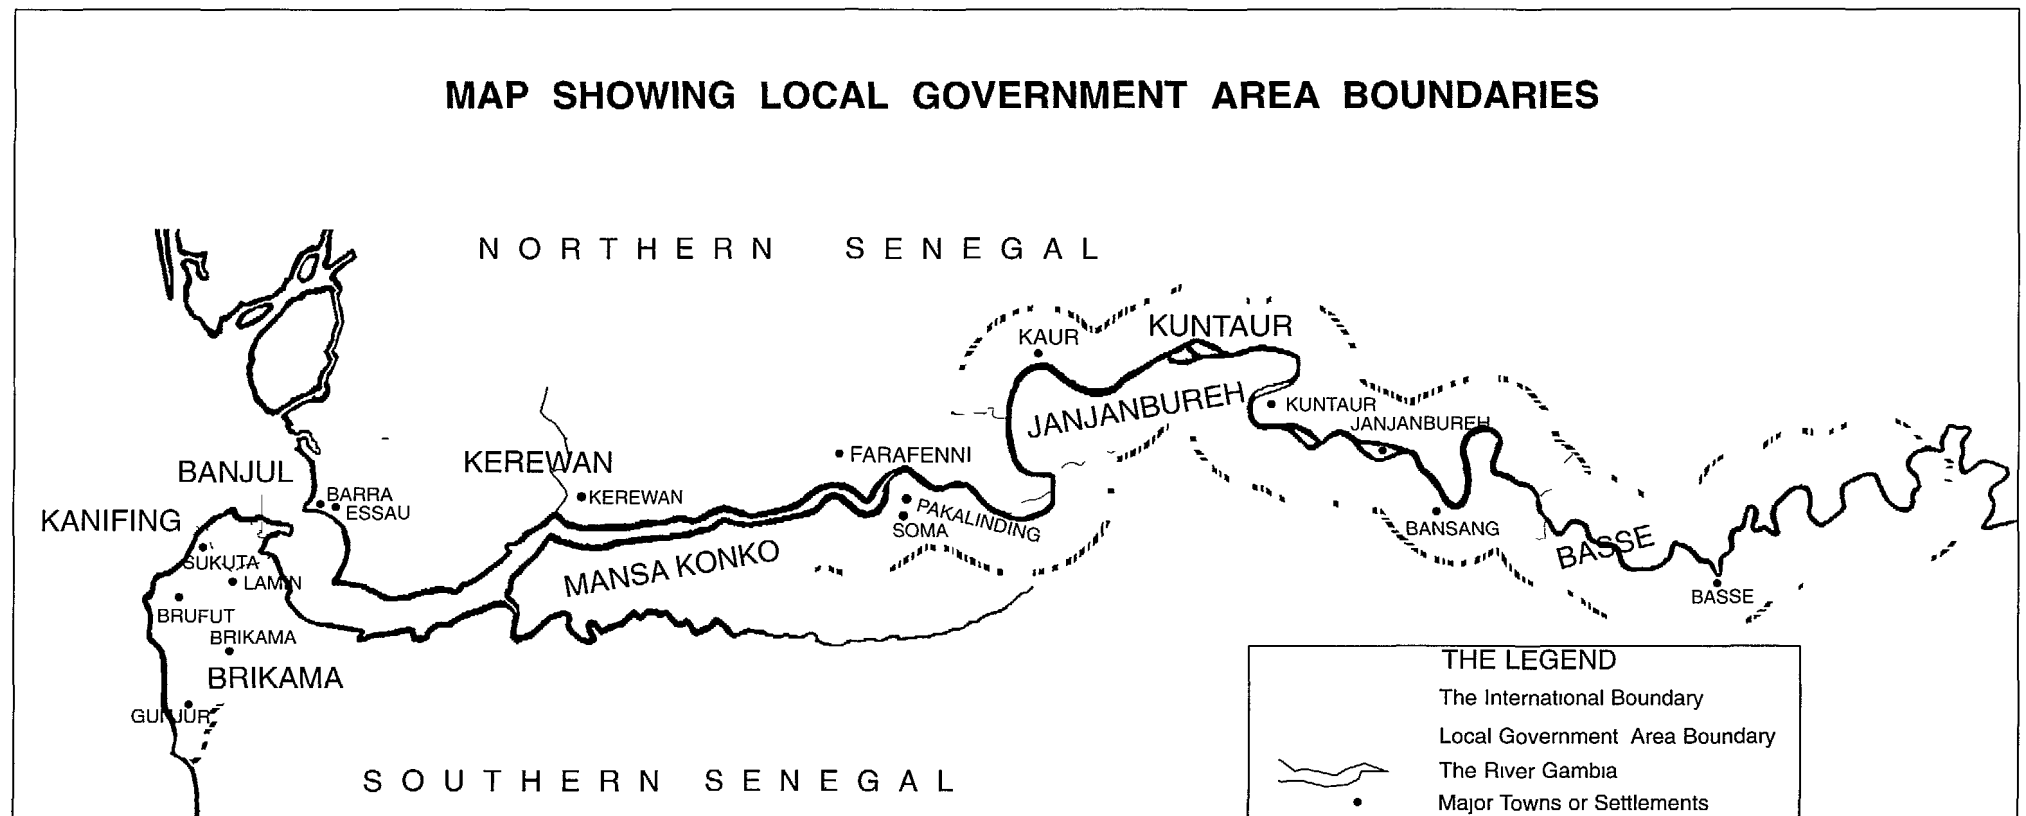 MAP SHOWING LOCAL GOVERNMENT AREA BOUNDARIES
NORTHERN SENEGAL
KUNTAUR
KAUR
JANJANBUREH
KUNTAUR
JANJANBUREH
FARAFENNI
KEREWAN
KEREWAN
BANJUL
BARRA
ESSAU
KANIFING
PAKALINDING
SOMA
BANSANG
BASSE
MANSA KONKO
SUKUTA
LAMIN
BASSE
BRUFUT
BRIKAMA
BRIKAMA
GUNJUR
SOUTHERN SENEGAL
THE LEGEND
The International Boundary
Local Government Area Boundary
The River Gambia
Major Towns or Settlements